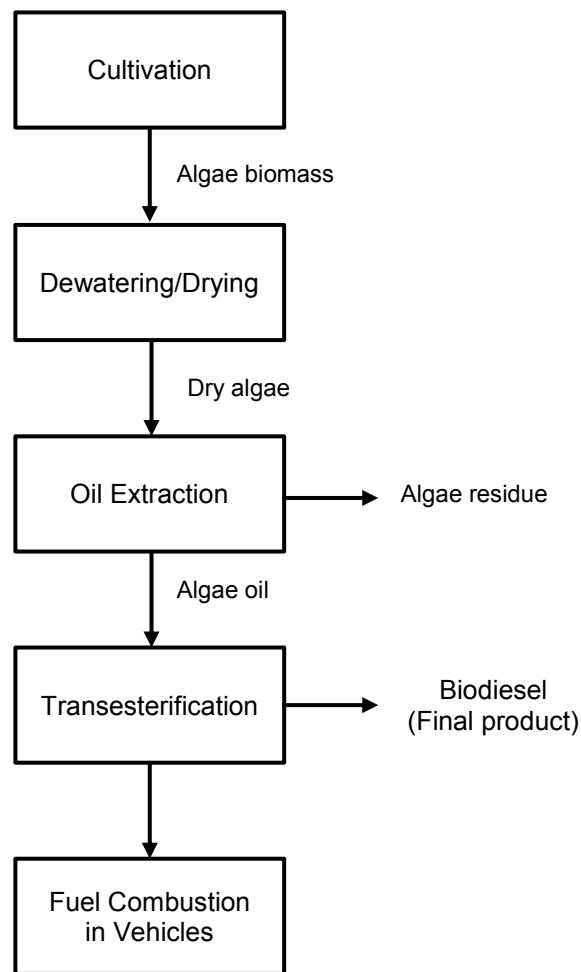 Cultivation
Algae biomass
Dewatering/Drying
Dry algae
Oil Extraction
Algae residue
Algae oil
Transesterification
Biodiesel
(Final product)
Fuel Combustion
in Vehicles